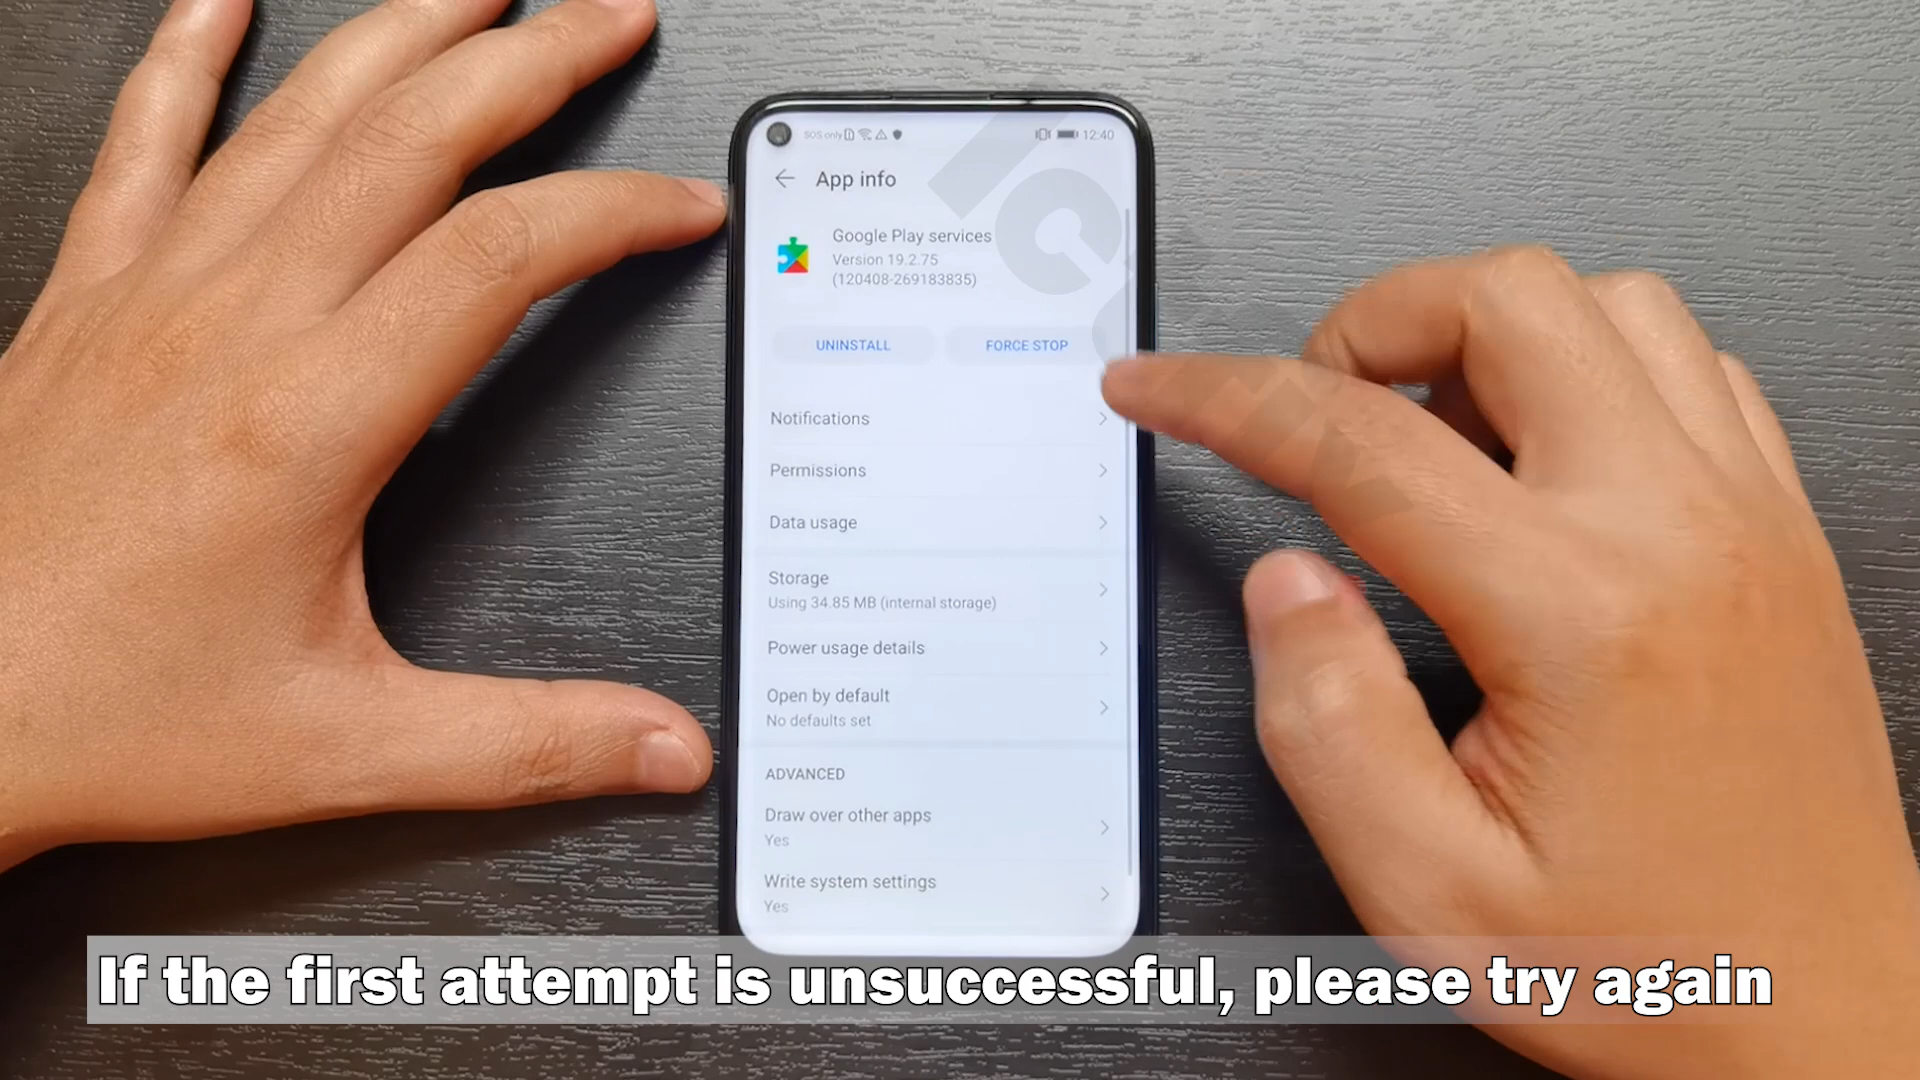 SOS only
12:40
App info
Google Play services
Version 19.2.75
(120408-269183835)
UNINSTALL
FORCE STOP
Notifications
Permissions
Data usage
Storage
Using 34.85 MB (internal storage)
Power usage details
Open by default
No defaults set
ADVANCED
Draw over other apps
Yes
Write system settings
Yes
If the first attempt is unsuccessful, please try again